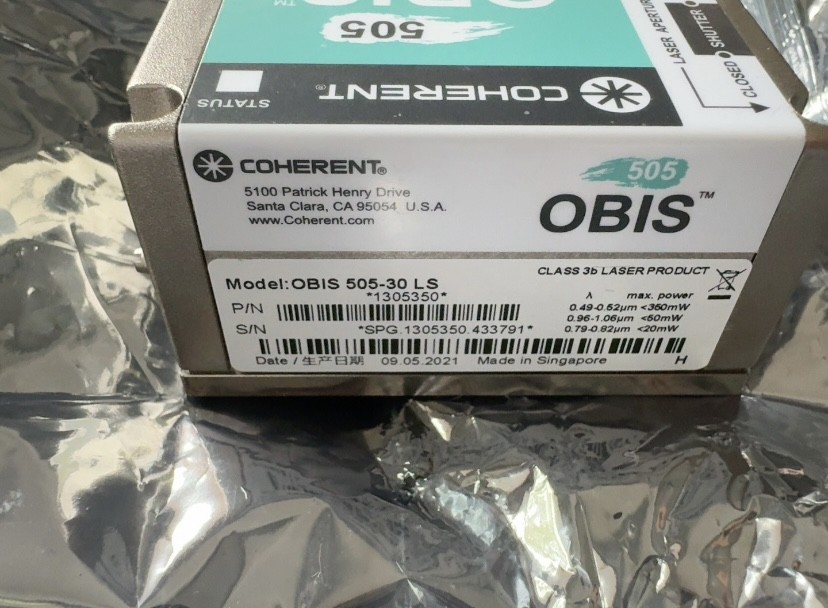 OBIS™
505
STATUS
COHERENT®
LASER APERTURE
SHUTTER
CLOSED
COHERENT®
5100 Patrick Henry Drive
Santa Clara, CA 95054 U.S.A.
www.Coherent.com
505
OBIS™
CLASS 3b LASER PRODUCT
Model:OBIS 505-30 LS
*1305350*
P/N
S/N
*SPG.1305350.433791*
λ max. power
0.49-0.52µm <350mW
0.96-1.06µm <50mW
0.79-0.82µm <20mW
Date / 生产日期 09.05.2021 Made in Singapore H